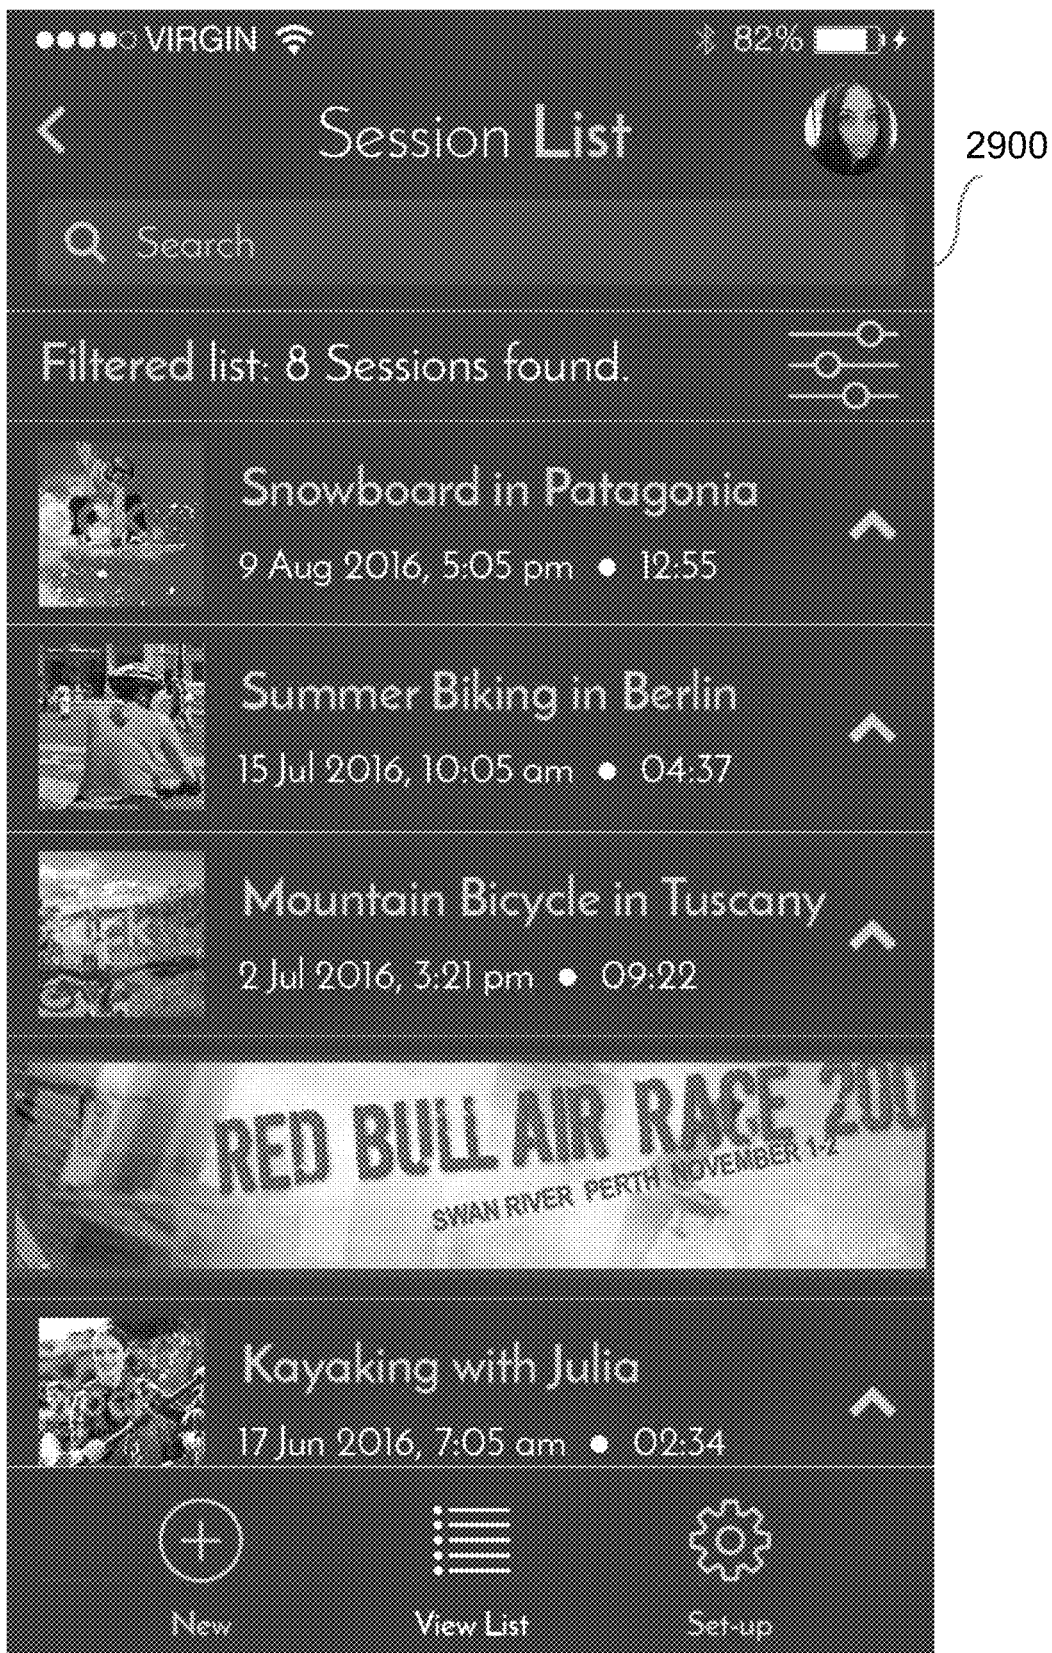 VIRGIN 82%
Session List
2900
Search
Filtered list: 8 Sessions found.
Snowboard in Patagonia
9 Aug 2016, 5:05 pm ● 12:55
Summer Biking in Berlin
15 Jul 2016, 10:05 am ● 04:37
Mountain Bicycle in Tuscany
2 Jul 2016, 3:21 pm ● 09:22
RED BULL AIR RACE 200
SWAN RIVER PERTH NOVEMBER 1-2
Kayaking with Julia
17 Jun 2016, 7:05 am ● 02:34
New View List Set-up